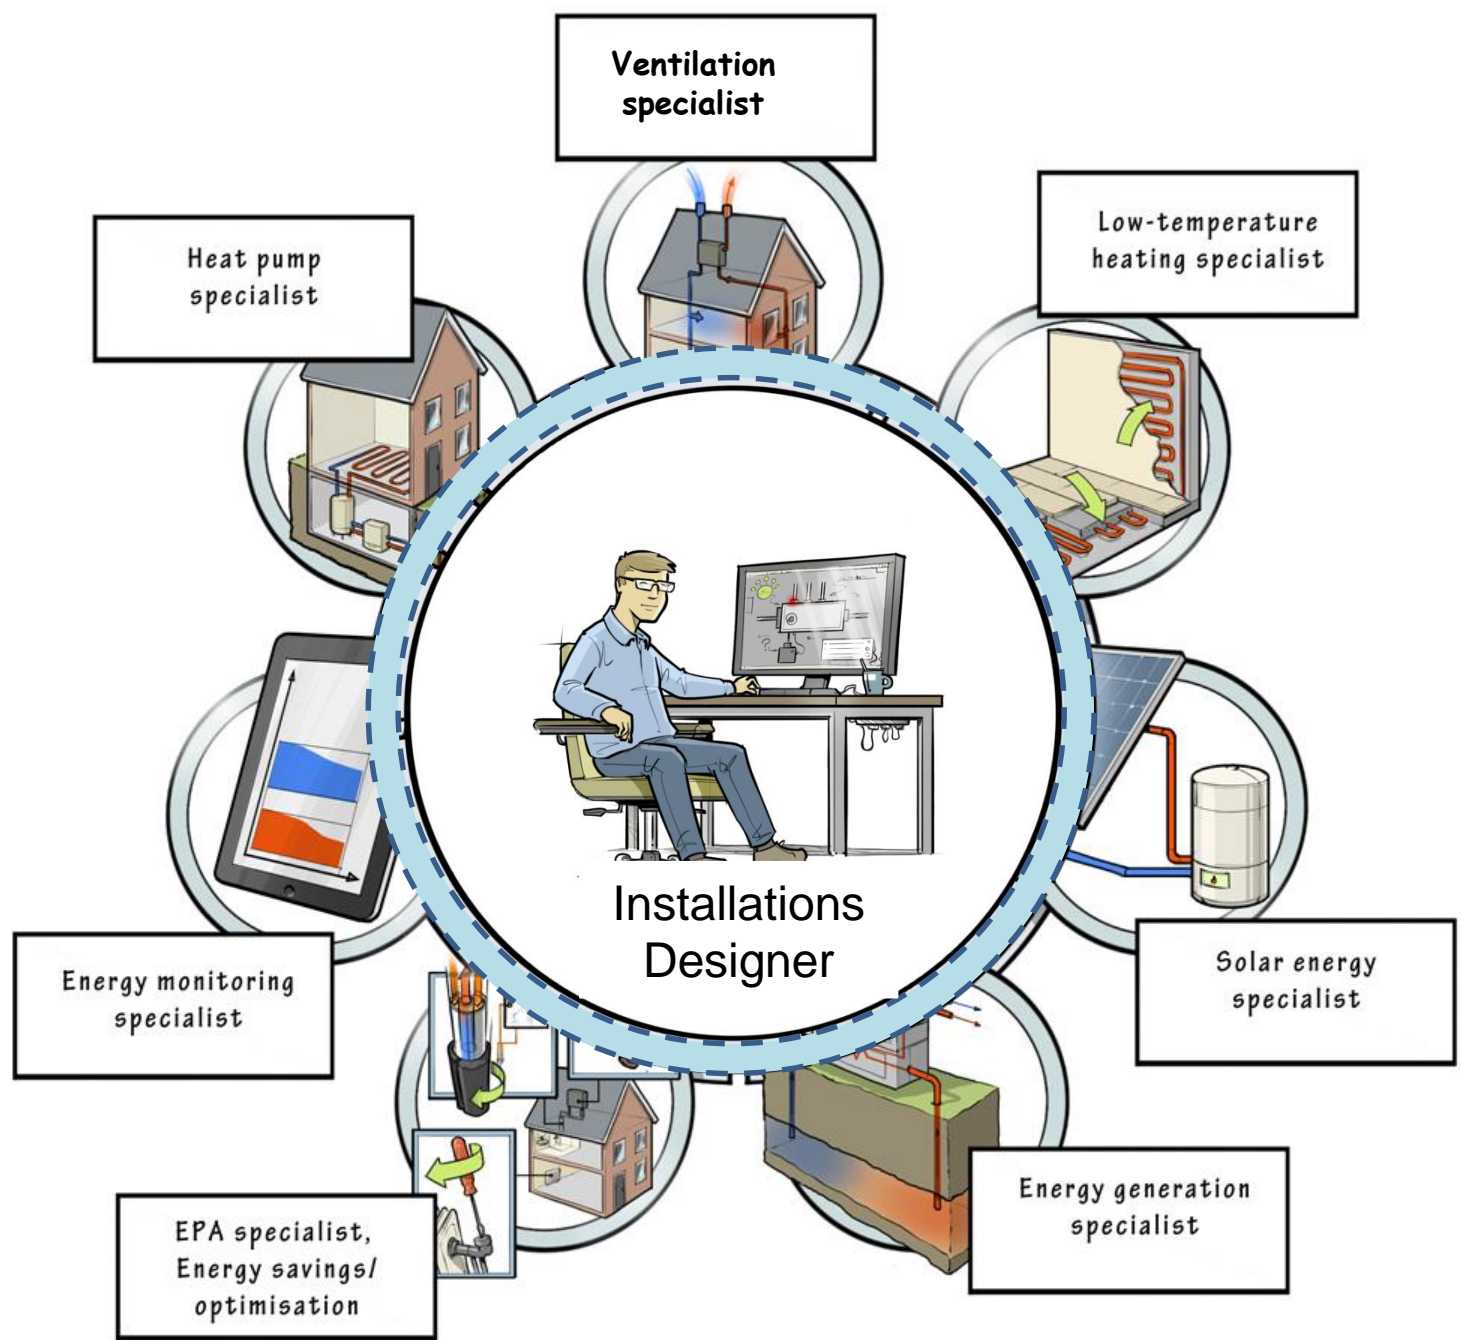 Ventilation
specialist
Low-temperature
heating specialist
Heat pump
specialist
Installations
Designer
Energy monitoring
specialist
Solar energy
specialist
Energy generation
specialist
EPA specialist,
Energy savings/
optimisation